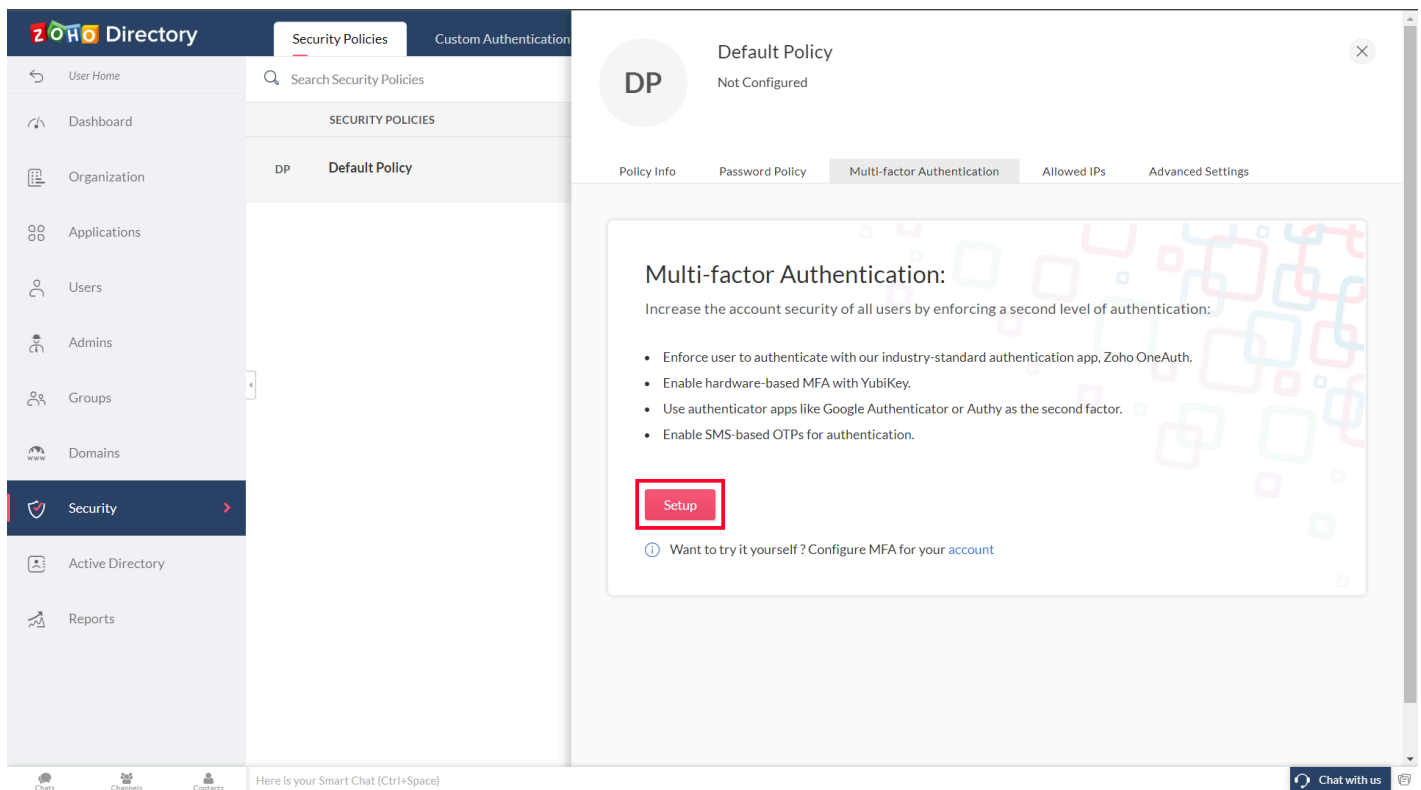 ZOHO Directory
Security Policies
Custom Authentication
User Home
Search Security Policies
Dashboard
Organization
Applications
Users
Admins
Groups
Domains
Security
Active Directory
Reports
SECURITY POLICIES
DP
Default Policy
DP
Default Policy
Not Configured
Policy Info
Password Policy
Multi-factor Authentication
Allowed IPs
Advanced Settings
Multi-factor Authentication:
Increase the account security of all users by enforcing a second level of authentication:
• Enforce user to authenticate with our industry-standard authentication app, Zoho OneAuth.
• Enable hardware-based MFA with YubiKey.
• Use authenticator apps like Google Authenticator or Authy as the second factor.
• Enable SMS-based OTPs for authentication.
Setup
Want to try it yourself ? Configure MFA for your account
Chats
Channels
Contacts
Here is your Smart Chat (Ctrl+Space)
Chat with us